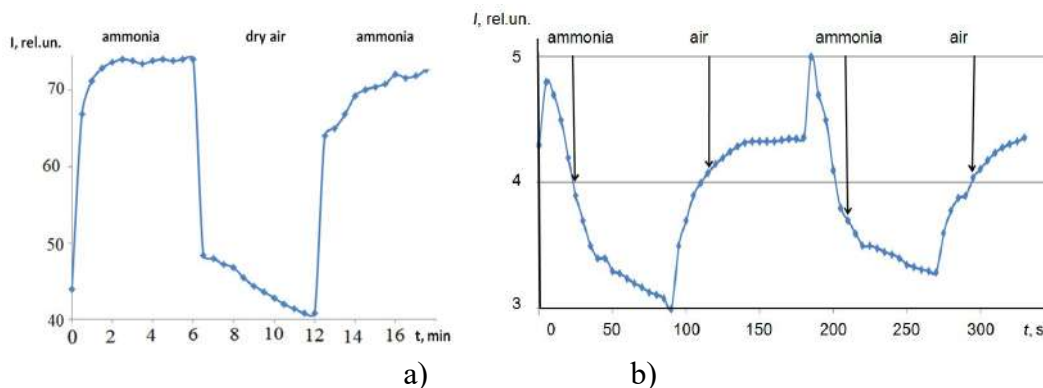 I, rel.un.
ammonia
dry air
ammonia
70
60
50
40
0
2
4
6
8
10
12
14
16
t, min
a)
I, rel.un.
ammonia
air
ammonia
air
5
4
3
0
50
100
150
200
250
300
t, s
b)